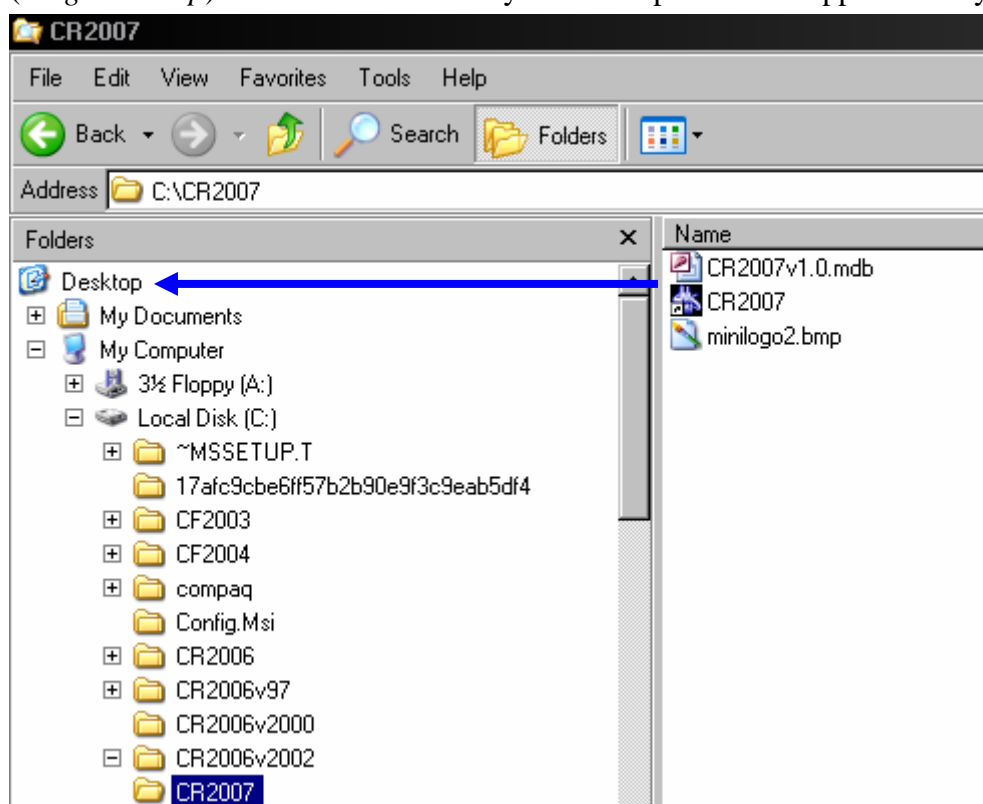 CR2007
File Edit View Favorites Tools Help
Back Search Folders
Address C:\CR2007
Folders x Name
Desktop
My Documents
My Computer
3½ Floppy (A:)
Local Disk (C:)
~MSSETUP.T
17afc9cbe6ff57b2b90e9f3c9eab5df4
CF2003
CF2004
compaq
Config.Msi
CR2006
CR2006v97
CR2006v2000
CR2006v2002
CR2007
CR2007v1.0.mdb
CR2007
minilogo2.bmp